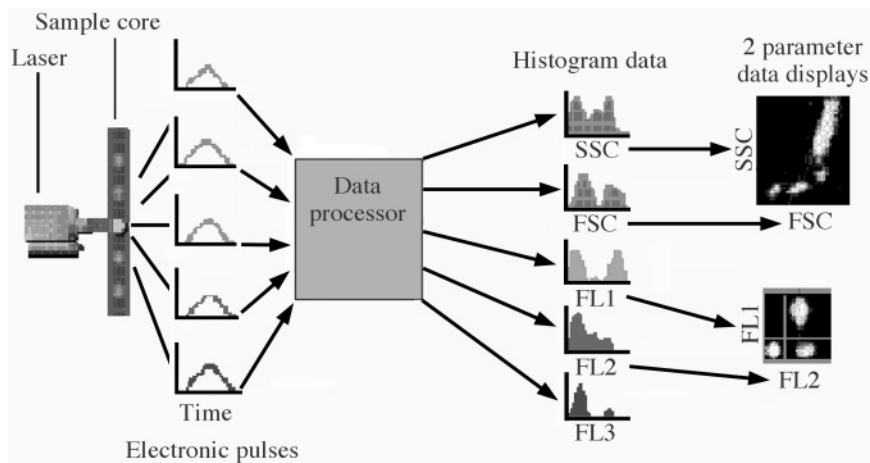 Sample core
Laser
Histogram data
2 parameter
data displays
SSC
SSC
FSC
FSC
Data
processor
FL1
FL1
FL2
FL2
FL3
Time
Electronic pulses